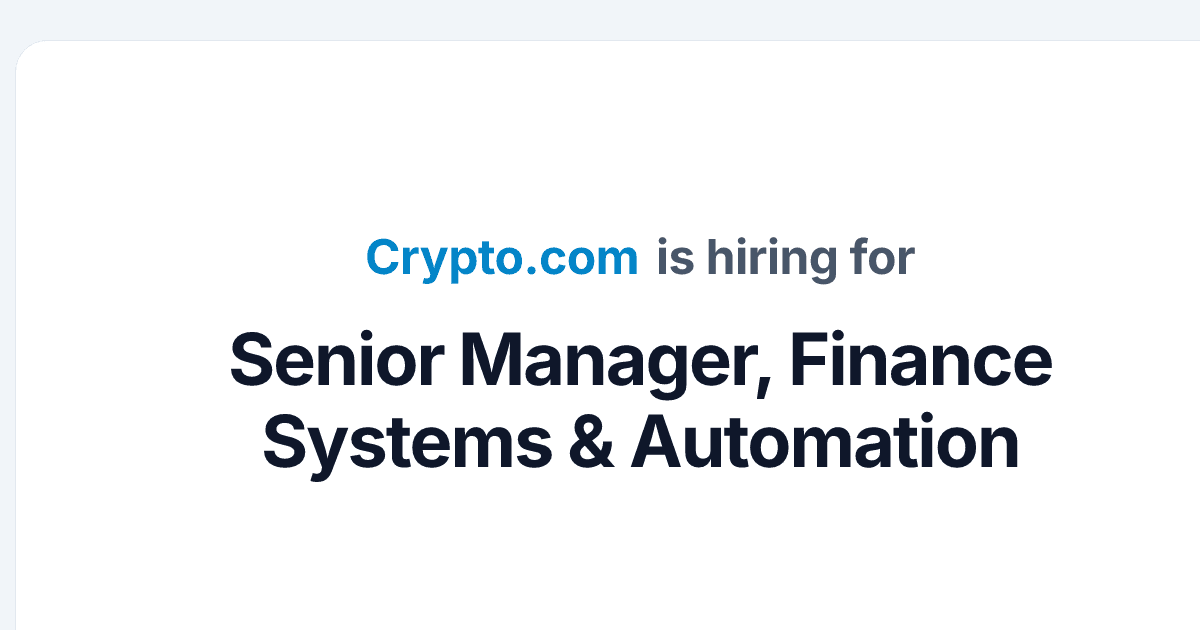 Crypto.com is hiring for
Senior Manager, Finance
Systems & Automation